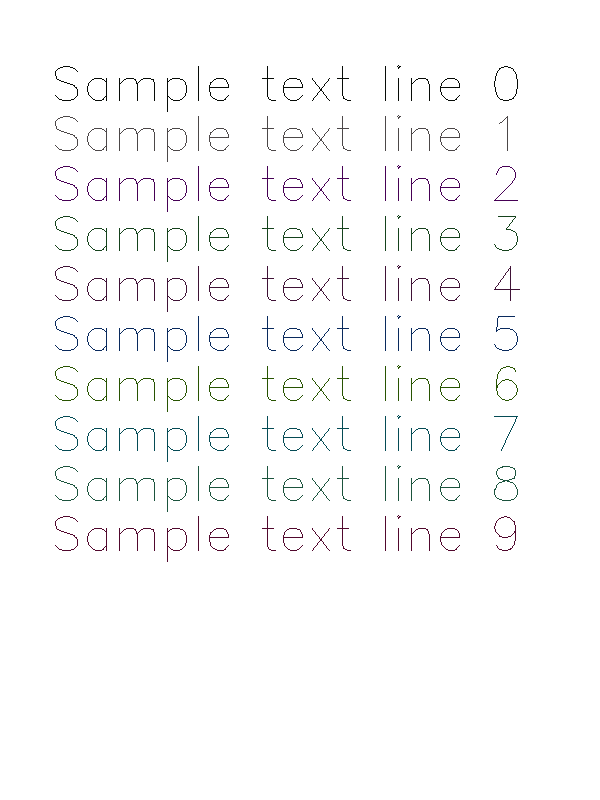 Sample text line 0
Sample text line 1
Sample text line 2
Sample text line 3
Sample text line 4
Sample text line 5
Sample text line 6
Sample text line 7
Sample text line 8
Sample text line 9